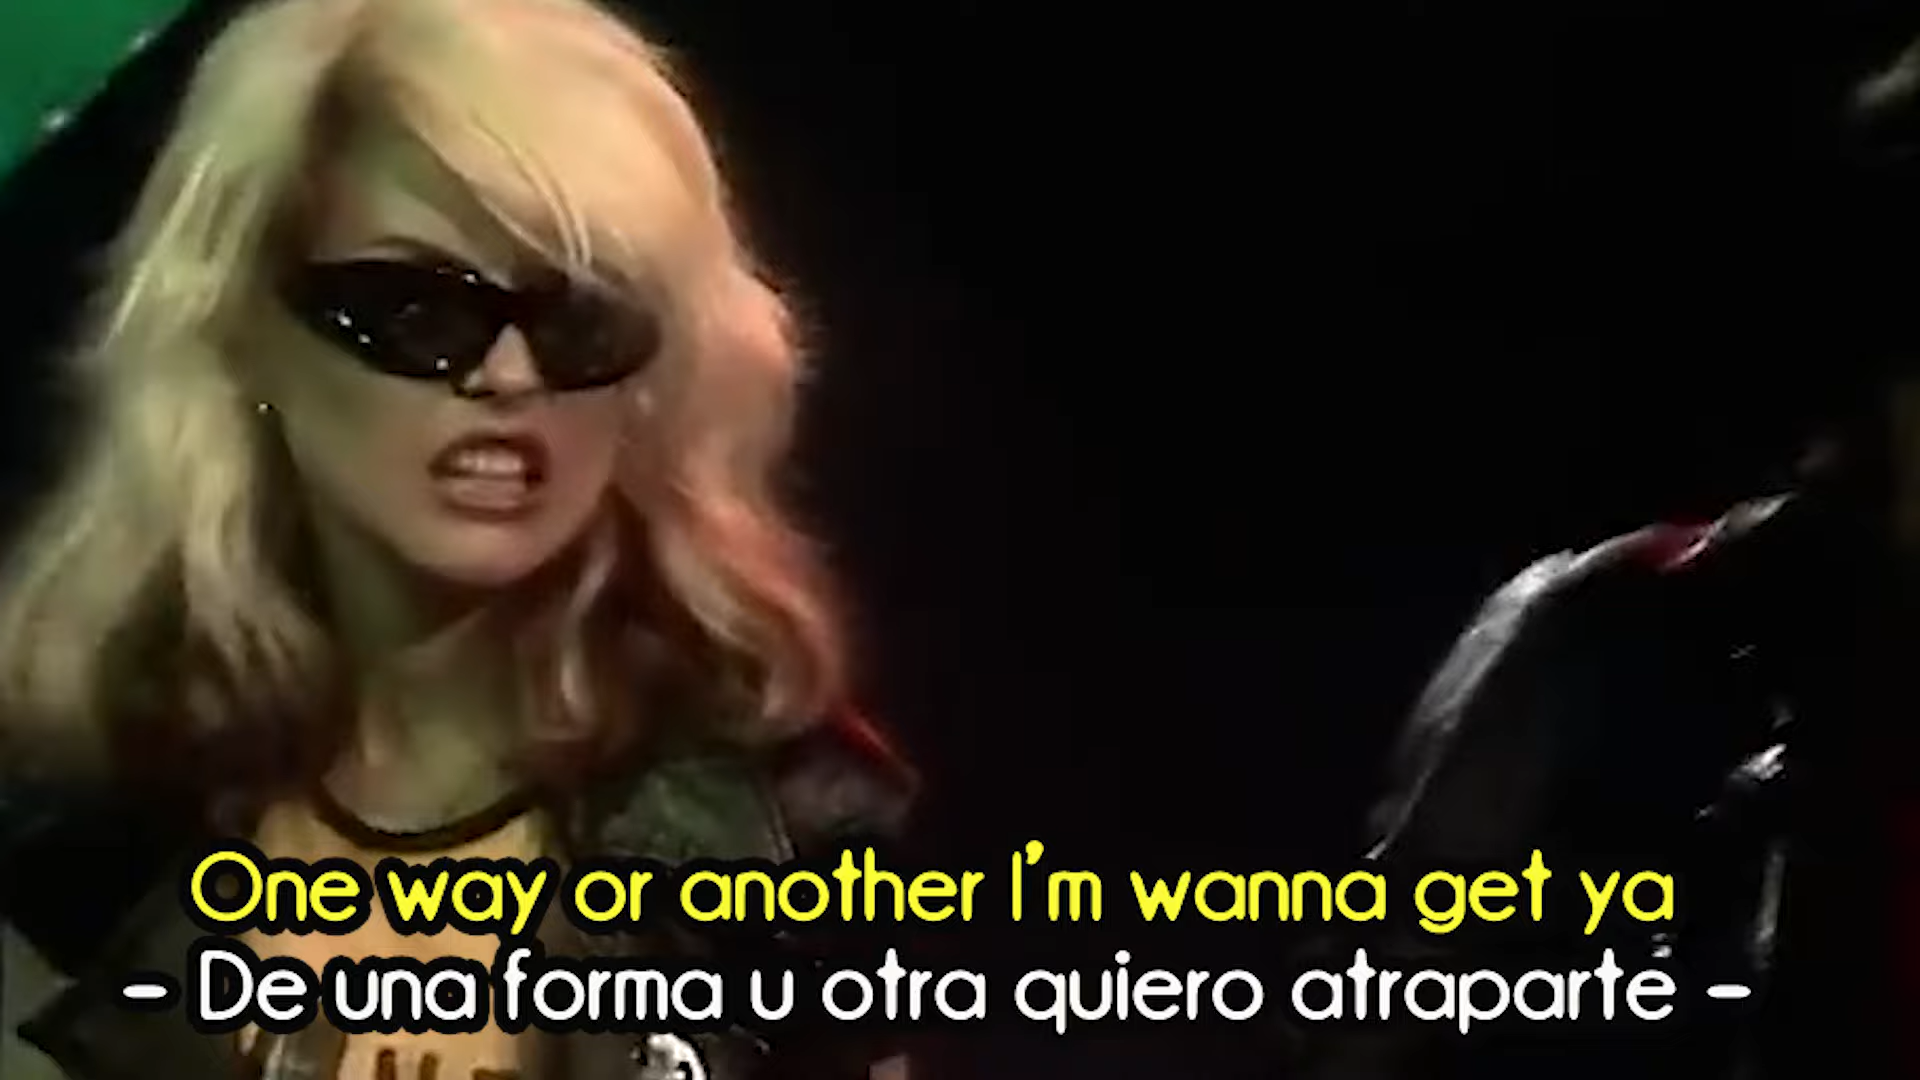 One way or another I'm wanna get ya
- De una forma u otra quiero atraparte -